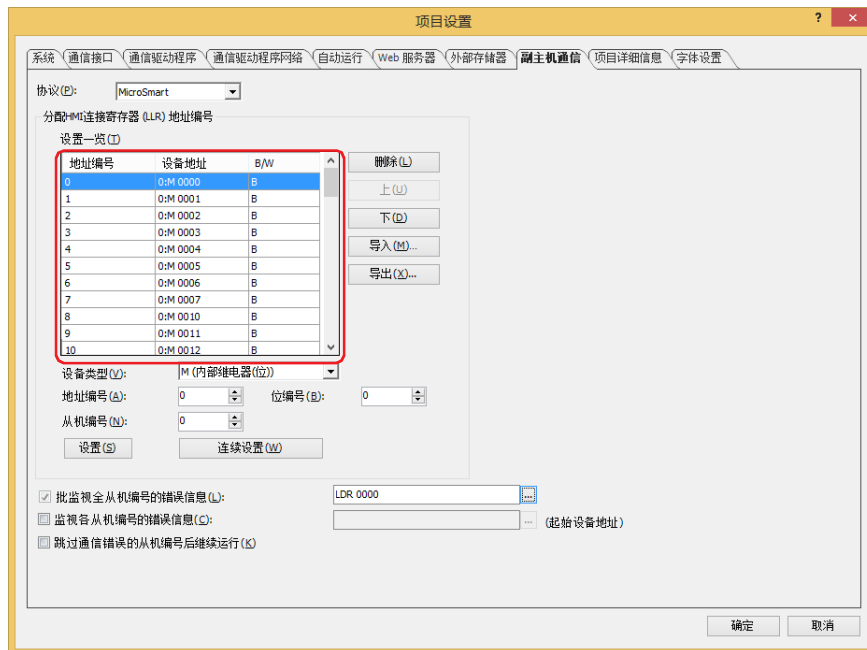 项目设置
? ×
系统 通信接口 通信驱动程序 通信驱动程序网络 自动运行 Web 服务器 外部存储器 副主机通信 项目详细信息 字体设置
协议(P): MicroSmart
分配HMI连接寄存器 (LLR) 地址编号
设置一览(T)
地址编号 设备地址 B/W 删除(L)
0 0:M 0000 B
1 0:M 0001 B 上(U)
2 0:M 0002 B 下(D)
3 0:M 0003 B
4 0:M 0004 B 导入(M)...
5 0:M 0005 B 导出(X)...
6 0:M 0006 B
7 0:M 0007 B
8 0:M 0010 B
9 0:M 0011 B
10 0:M 0012 B
设备类型(V): M (内部继电器(位))
地址编号(A): 0 位编号(B): 0
从机编号(N): 0
设置(S) 连续设置(W)
批监视全从机编号的错误信息(L): LDR 0000 ...
监视各从机编号的错误信息(C): ... (起始设备地址)
跳过通信错误的从机编号后继续运行(K)
确定 取消